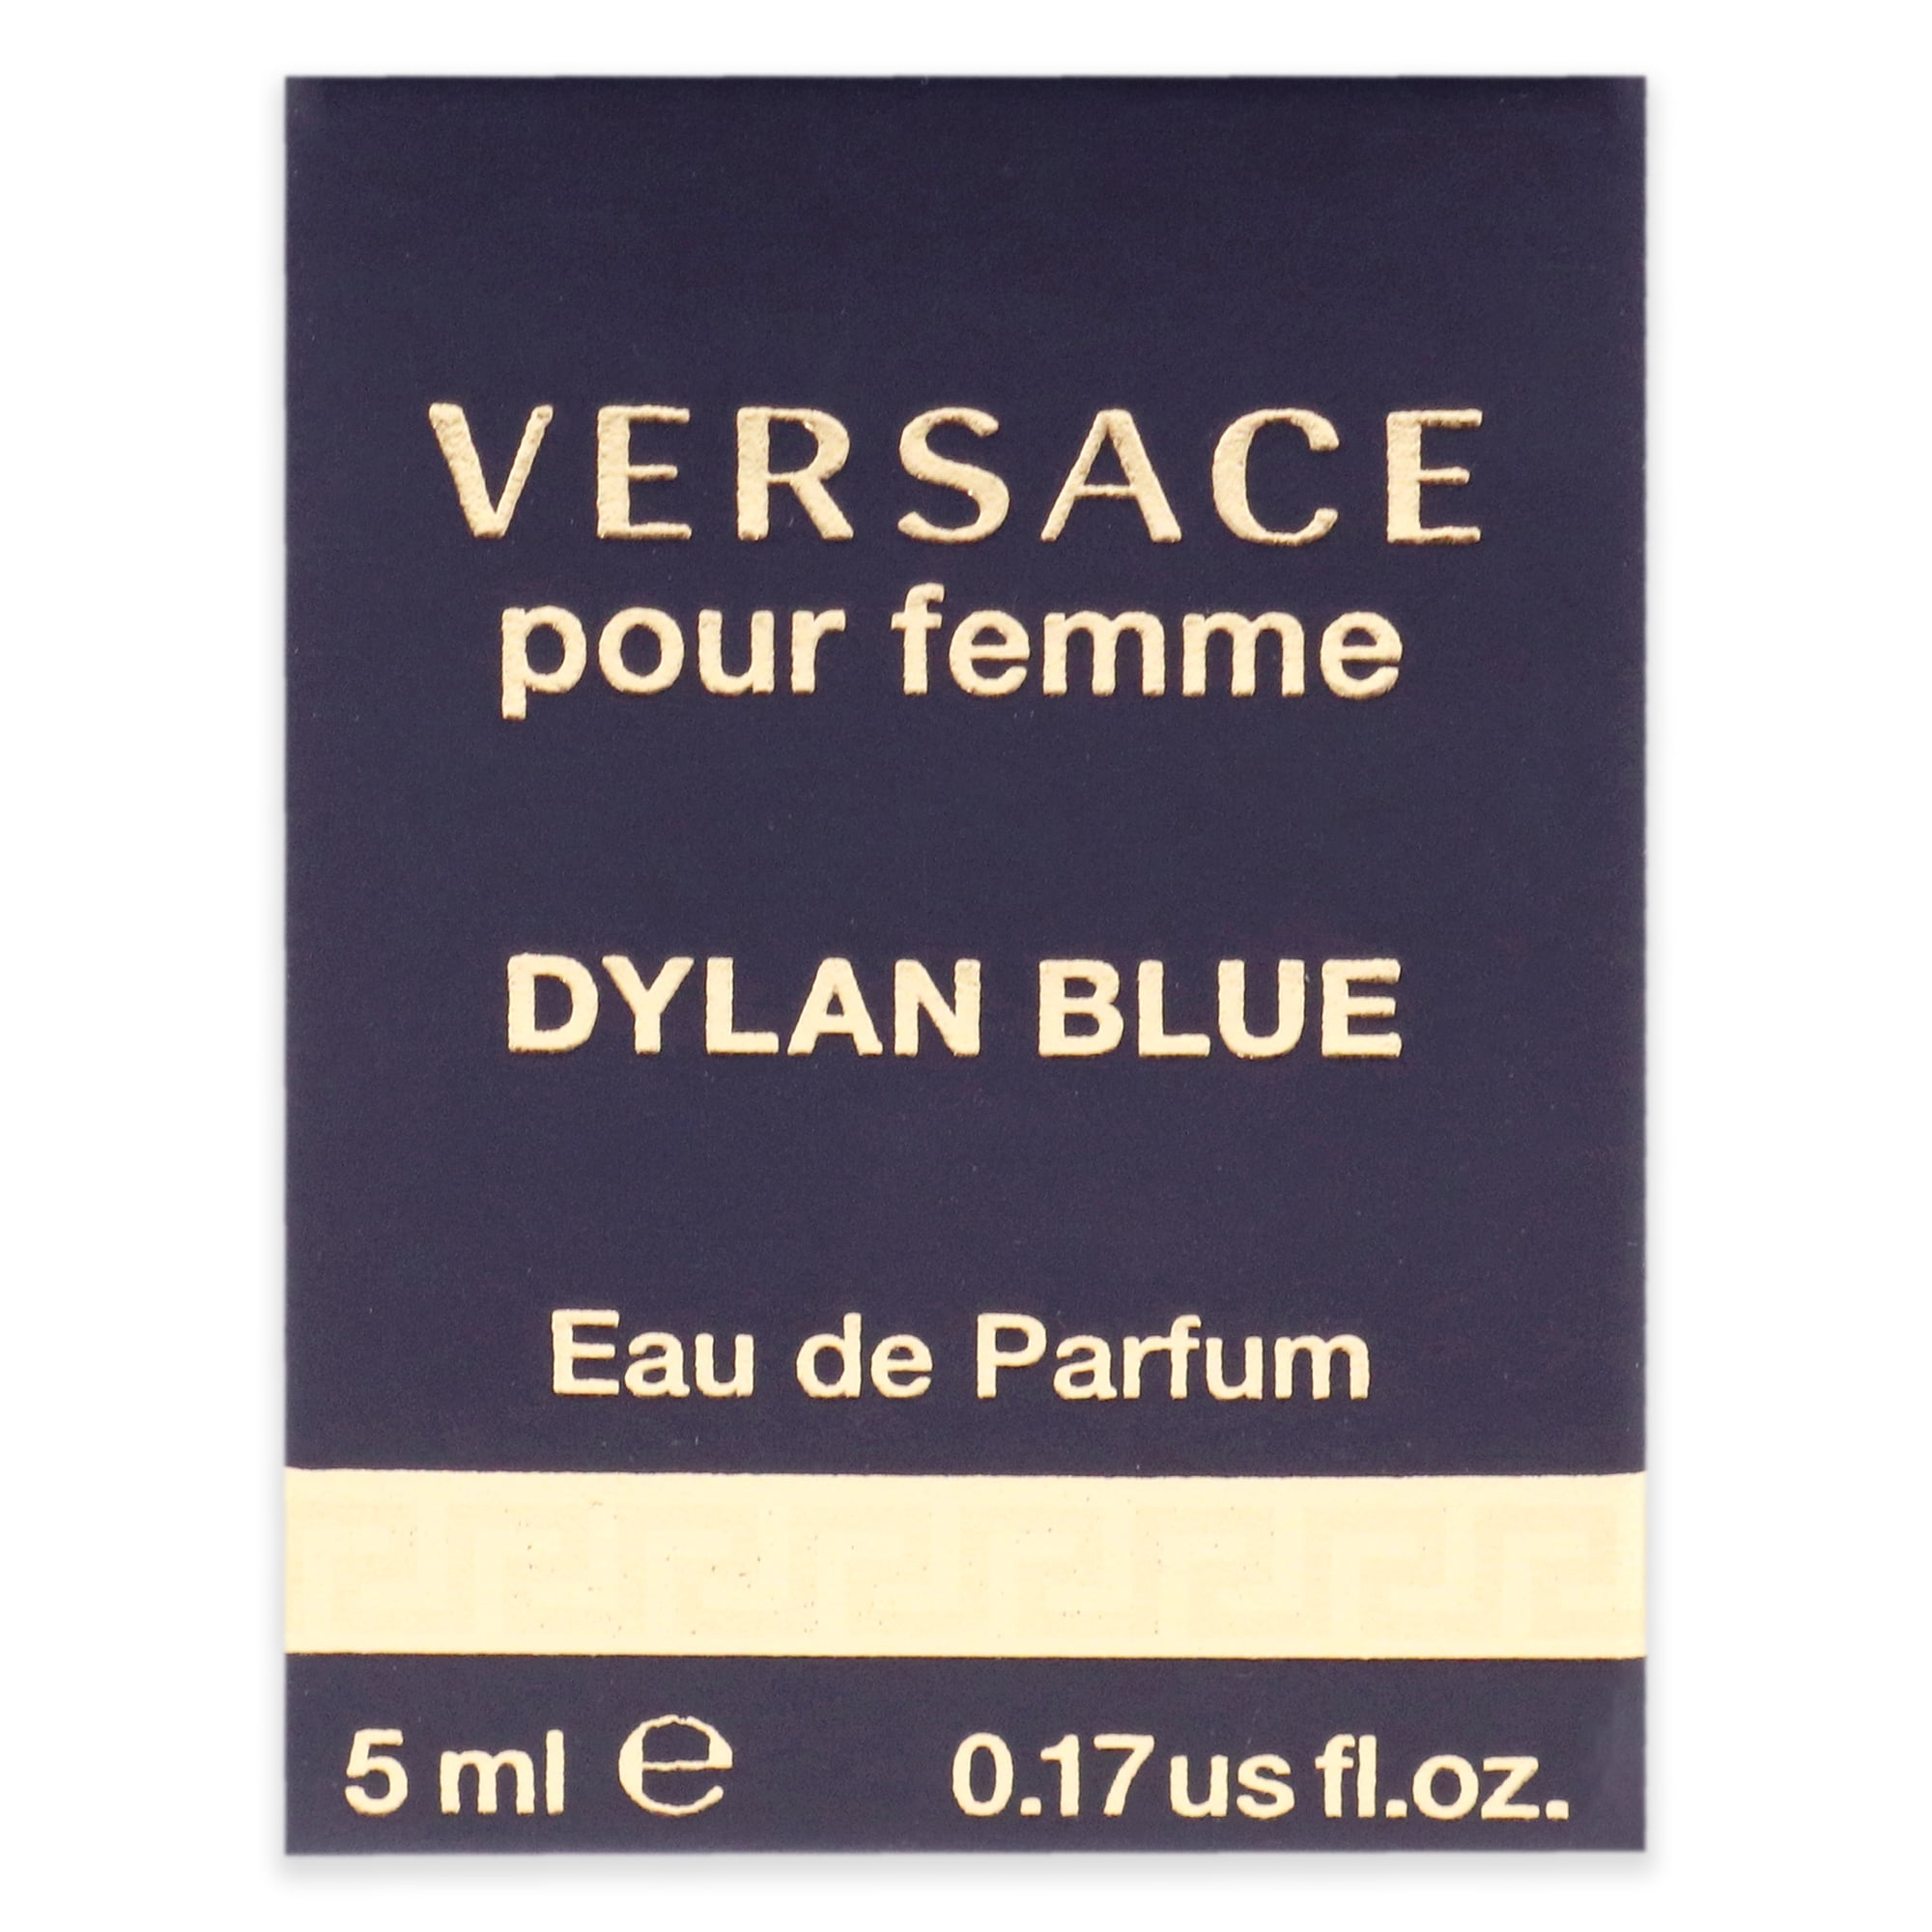 VERSACE
pour femme
DYLAN BLUE
Eau de Parfum
5 ml ℮ 0.17 us fl.oz.